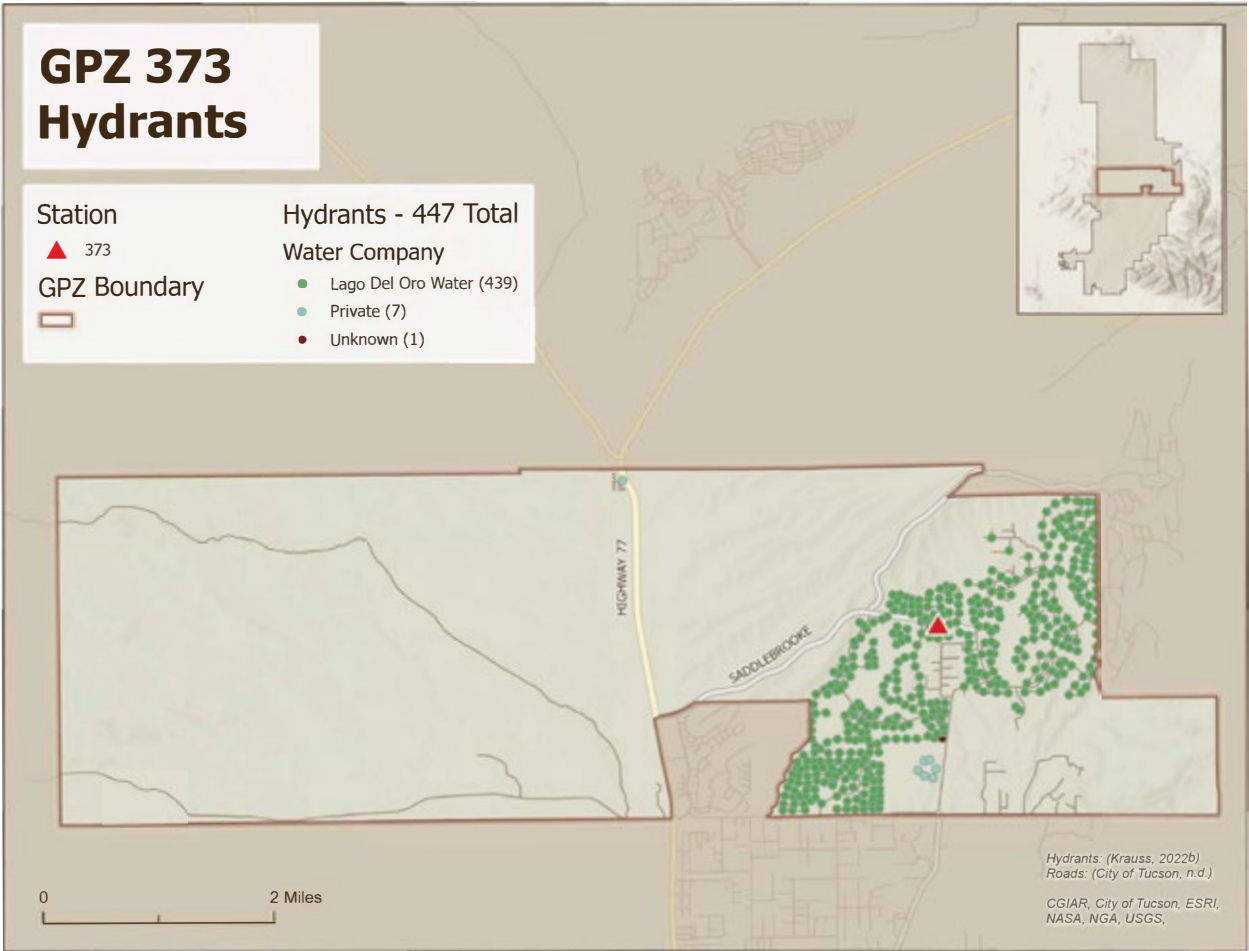 GPZ 373
Hydrants
Station
373
GPZ Boundary
Hydrants - 447 Total
Water Company
Lago Del Oro Water (439)
Private (7)
Unknown (1)
HIGHWAY 77
SADDLEBROOKE
0
2 Miles
Hydrants: (Krauss, 2022b)
Roads: (City of Tucson, n.d.)
CGIAR, City of Tucson, ESRI,
NASA, NGA, USGS,